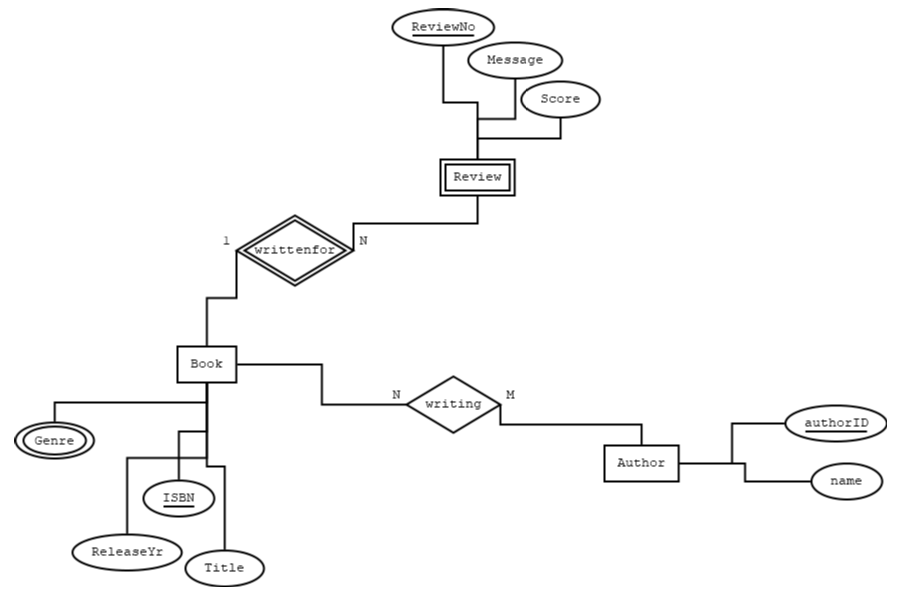 ReviewNo
Message
Score
Review
1
writtenfor
N
Book
N
writing
M
Genre
authorID
Author
name
ISBN
ReleaseYr
Title